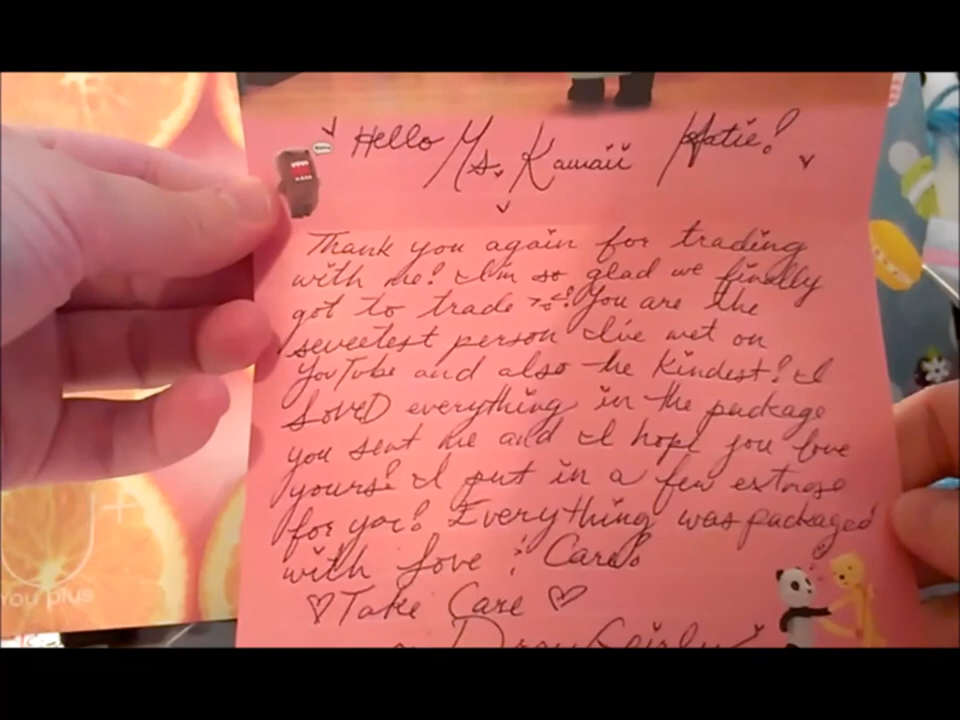 Hello Ms. Kawaii Katie!
Thank you again for trading
with me! I'm so glad we finally
got to trade >.<! You are the
sweetest person I've met on
YouTube and also the Kindest! I
LOVED everything in the package
you sent me and I hope you love
yours! I put in a few extras
for you! Everything was packaged
with Love & Care!
♡Take Care ♡
You plus